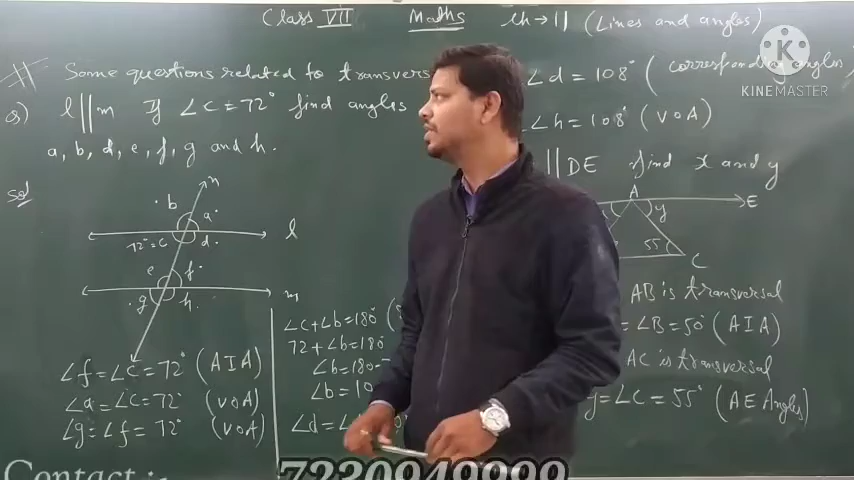 Class VII Maths Ch → 11 (Lines and angles)
Some questions related to transvers
Q) l||m If ∠C = 72° find angles
a, b, d, e, f, g and h.
Sol
n
b
a
72° = c
d
l
e
f
g
h
m
∠f = ∠C = 72° (AIA)
∠a = ∠C = 72° (VOA)
∠g = ∠f = 72° (VOA)
∠C + ∠b = 180°
72 + ∠b = 180°
∠b = 180 -
∠b = 10
∠d = ∠
∠d = 108° (corresponding angles)
∠h = 108° (VOA)
||DE find x and y
A
E
y
55°
C
AB is transversal
= ∠B = 50° (AIA)
AC is transversal
y = ∠C = 55° (AE Angles)
KINEMASTER
Contact :-